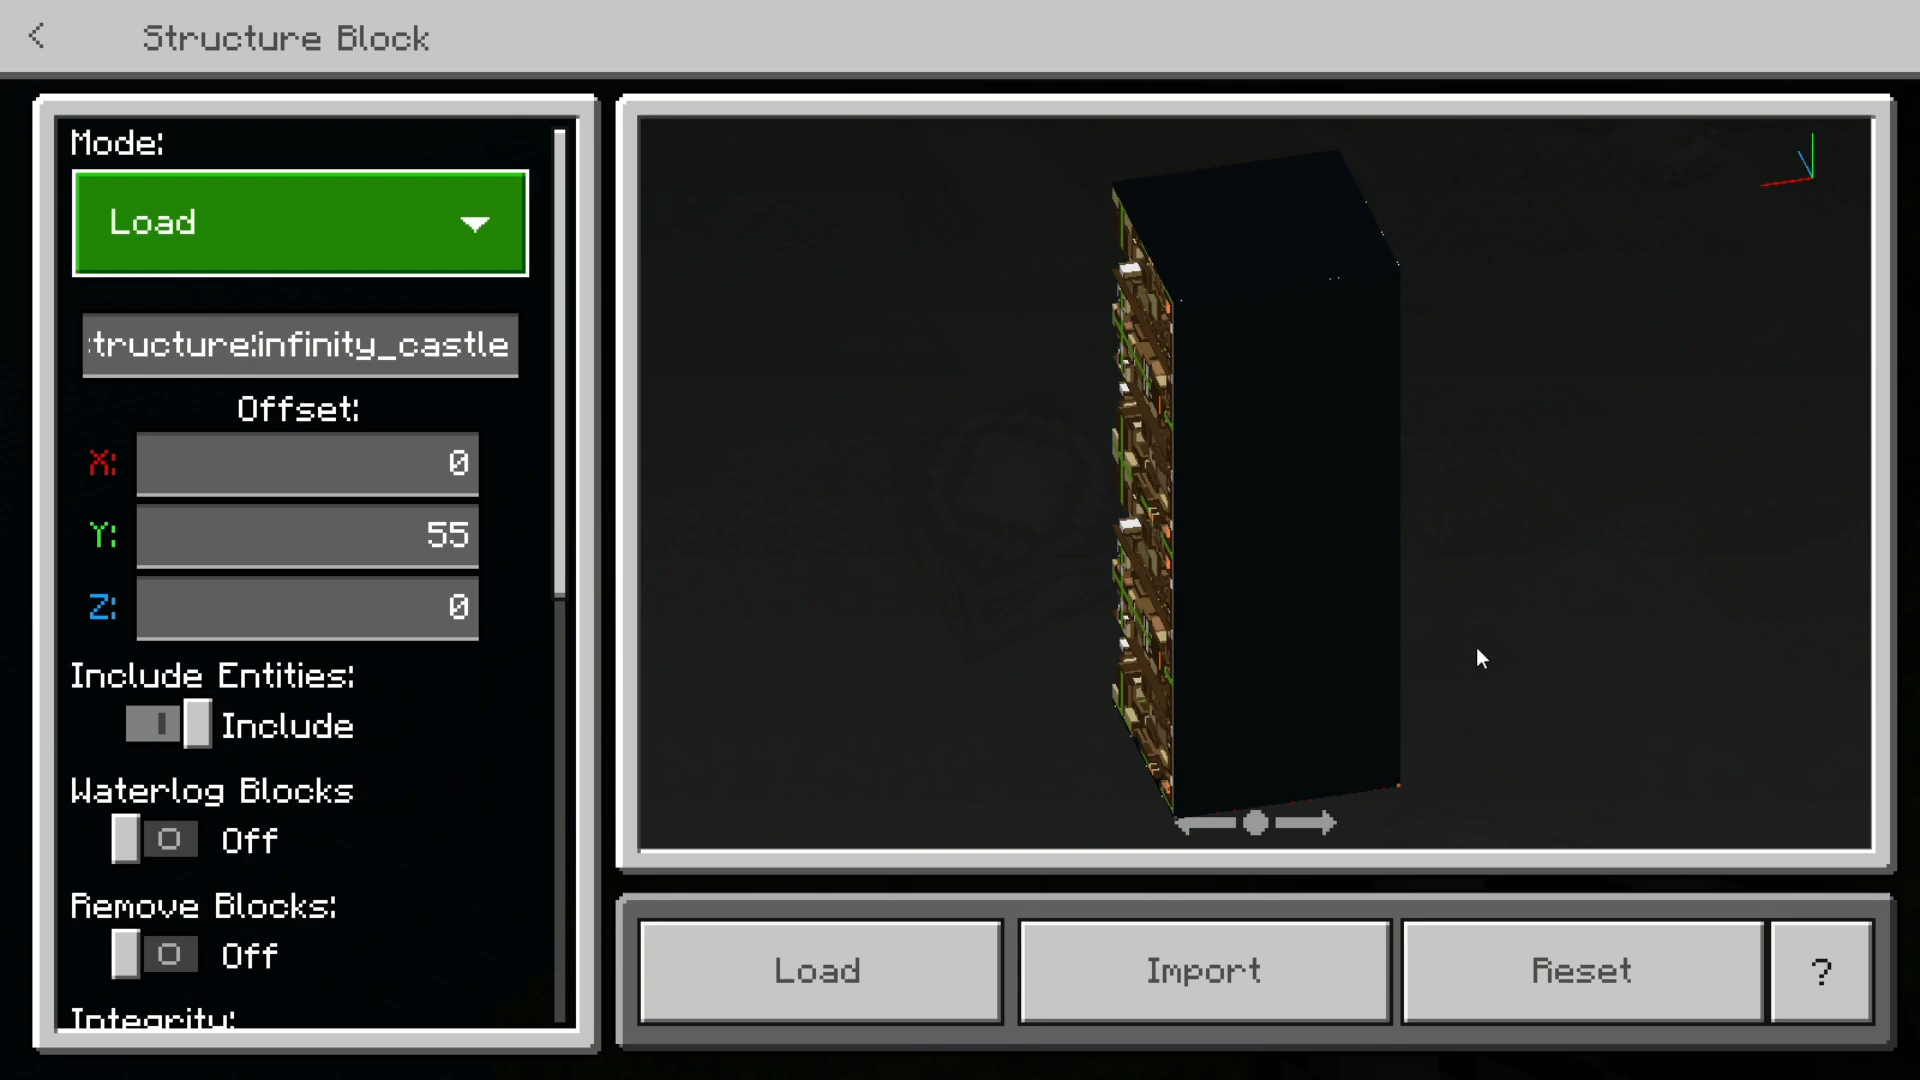 Structure Block
Mode:
Load
:tructure:infinity_castle
Offset:
X: 0
Y: 55
Z: 0
Include Entities:
Include
Waterlog Blocks
Off
Remove Blocks:
Off
Integrity:
Load
Import
Reset
?